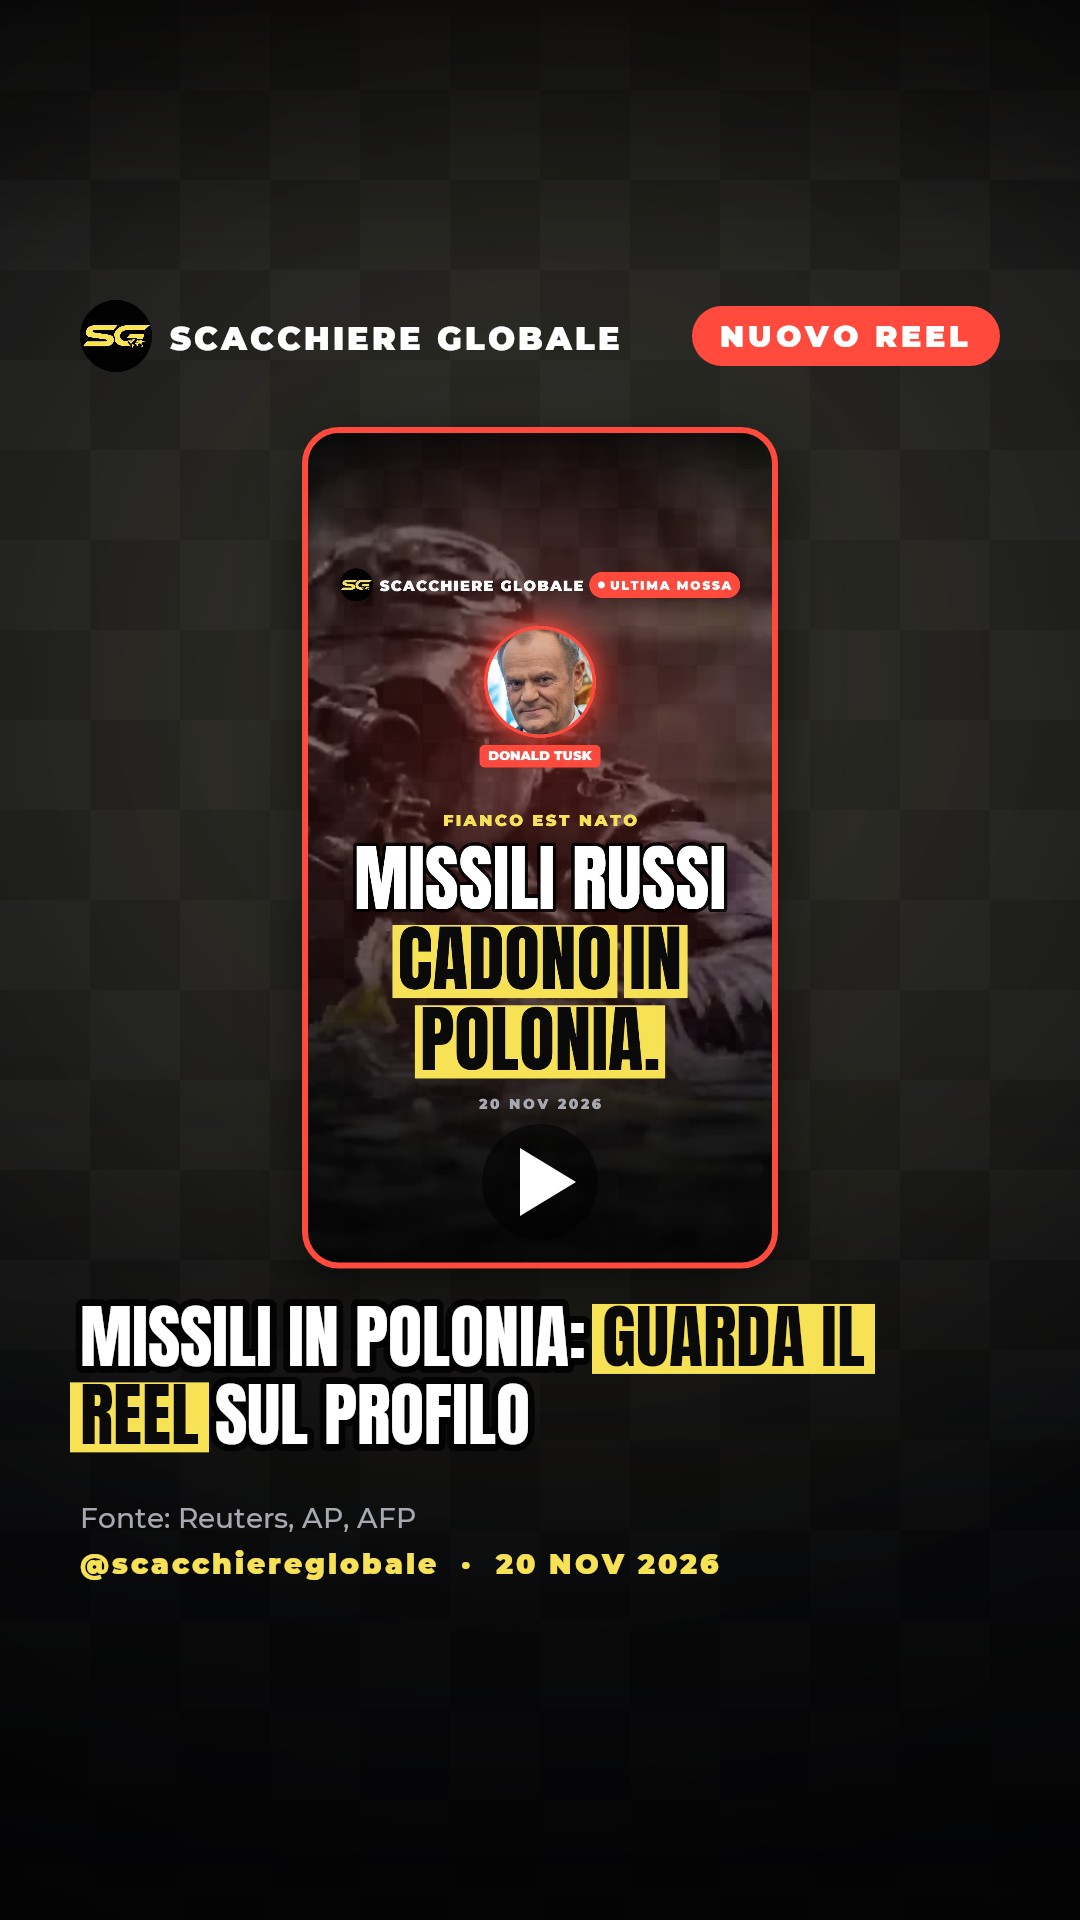 SG SCACCHIERE GLOBALE
NUOVO REEL
SG SCACCHIERE GLOBALE
ULTIMA MOSSA
DONALD TUSK
FIANCO EST NATO
MISSILI RUSSI
CADONO IN
POLONIA.
20 NOV 2026
MISSILI IN POLONIA: GUARDA IL
REEL SUL PROFILO
Fonte: Reuters, AP, AFP
@scacchiereglobale • 20 NOV 2026